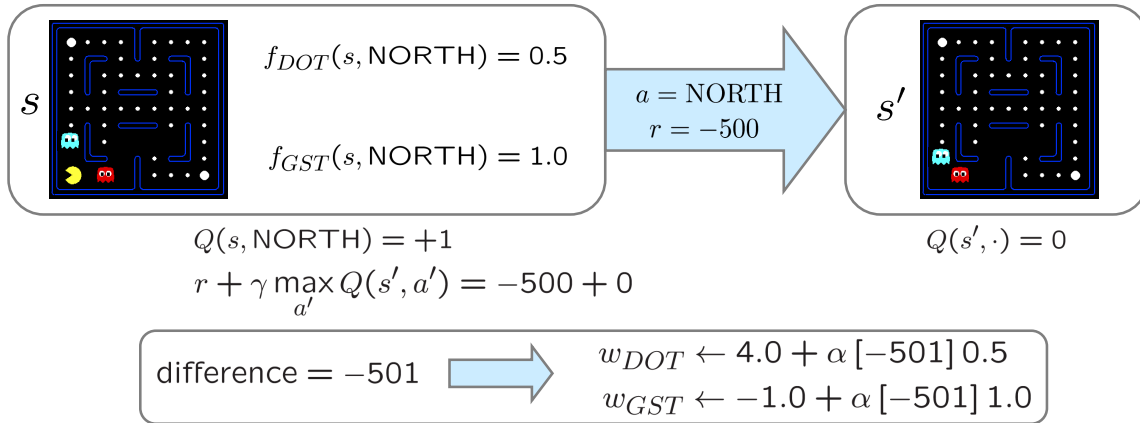 s
f_{DOT}(s, NORTH) = 0.5
f_{GST}(s, NORTH) = 1.0
a = NORTH
r = −500
s′
Q(s, NORTH) = +1
Q(s′, ·) = 0
r + γ max_{a′} Q(s′, a′) = −500 + 0
difference = −501
w_{DOT} ← 4.0 + α [−501] 0.5
w_{GST} ← −1.0 + α [−501] 1.0